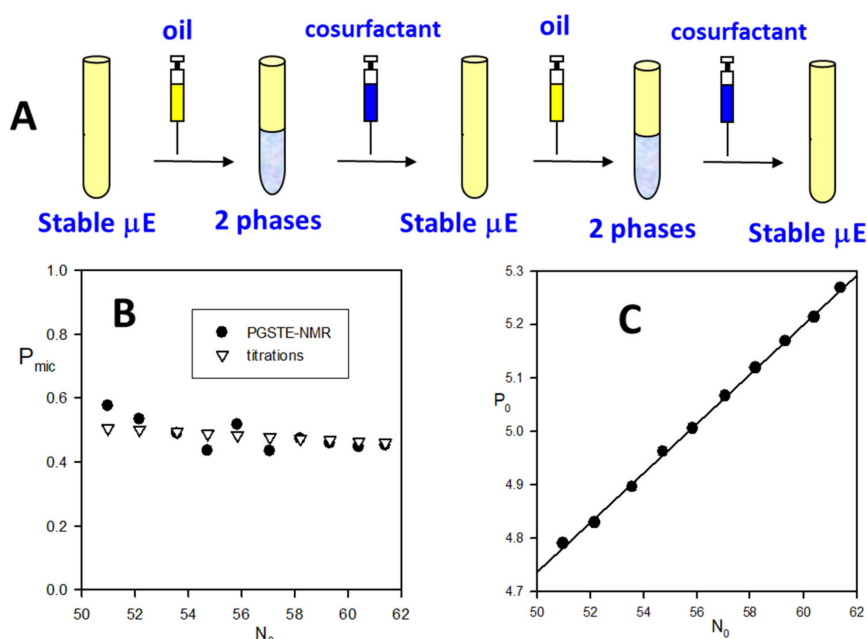 oil
cosurfactant
oil
cosurfactant
A
Stable μE
2 phases
Stable μE
2 phases
Stable μE
B
PGSTE-NMR
titrations
Pmic
1.0
0.8
0.6
0.4
0.2
0.0
50 52 54 56 58 60 62
N0
C
P0
5.3
5.2
5.1
5.0
4.9
4.8
4.7
50 52 54 56 58 60 62
N0